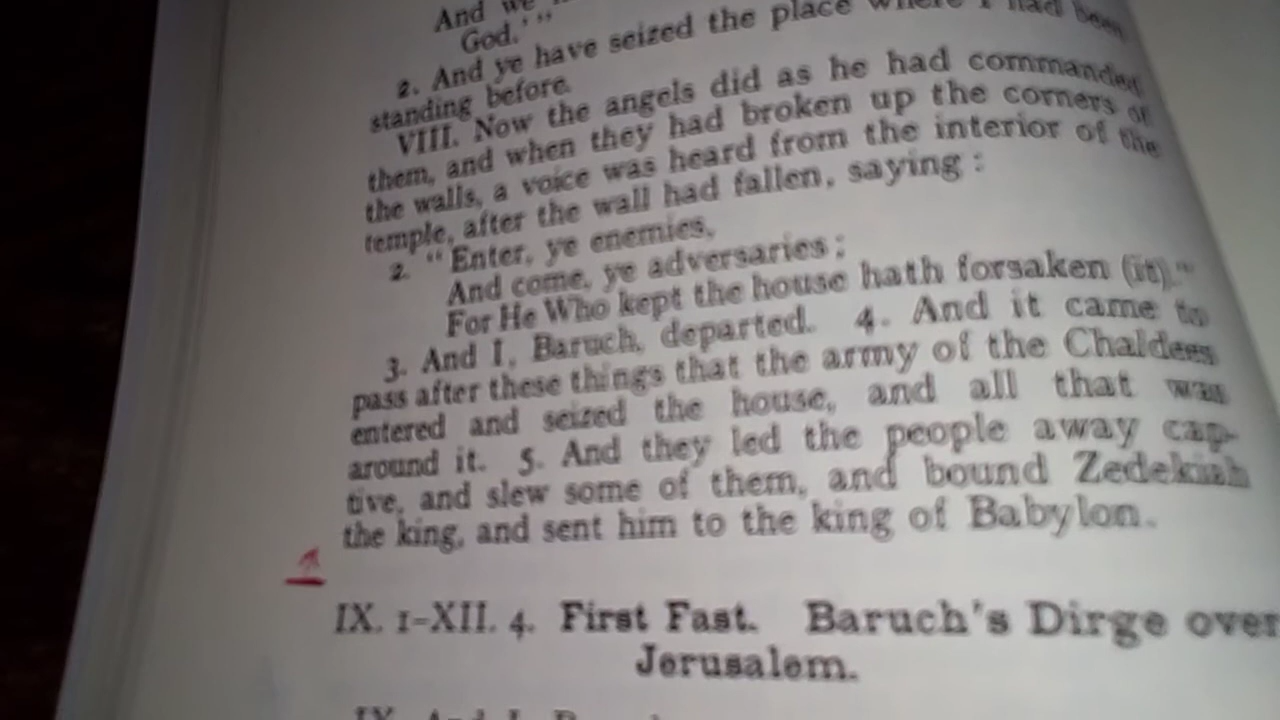 And we
God.’”
2. And ye have seized the place where I had been
standing before.
VIII. Now the angels did as he had commanded
them, and when they had broken up the corners of
the walls, a voice was heard from the interior of the
temple, after the wall had fallen, saying :
2. “ Enter, ye enemies,
And come, ye adversaries ;
For He Who kept the house hath forsaken (it).”
3. And I, Baruch, departed. 4. And it came to
pass after these things that the army of the Chaldees
entered and seized the house, and all that was
around it. 5. And they led the people away cap-
tive, and slew some of them, and bound Zedekiah
the king, and sent him to the king of Babylon.
IX. 1-XII. 4. First Fast. Baruch's Dirge over
Jerusalem.
IX. And I,